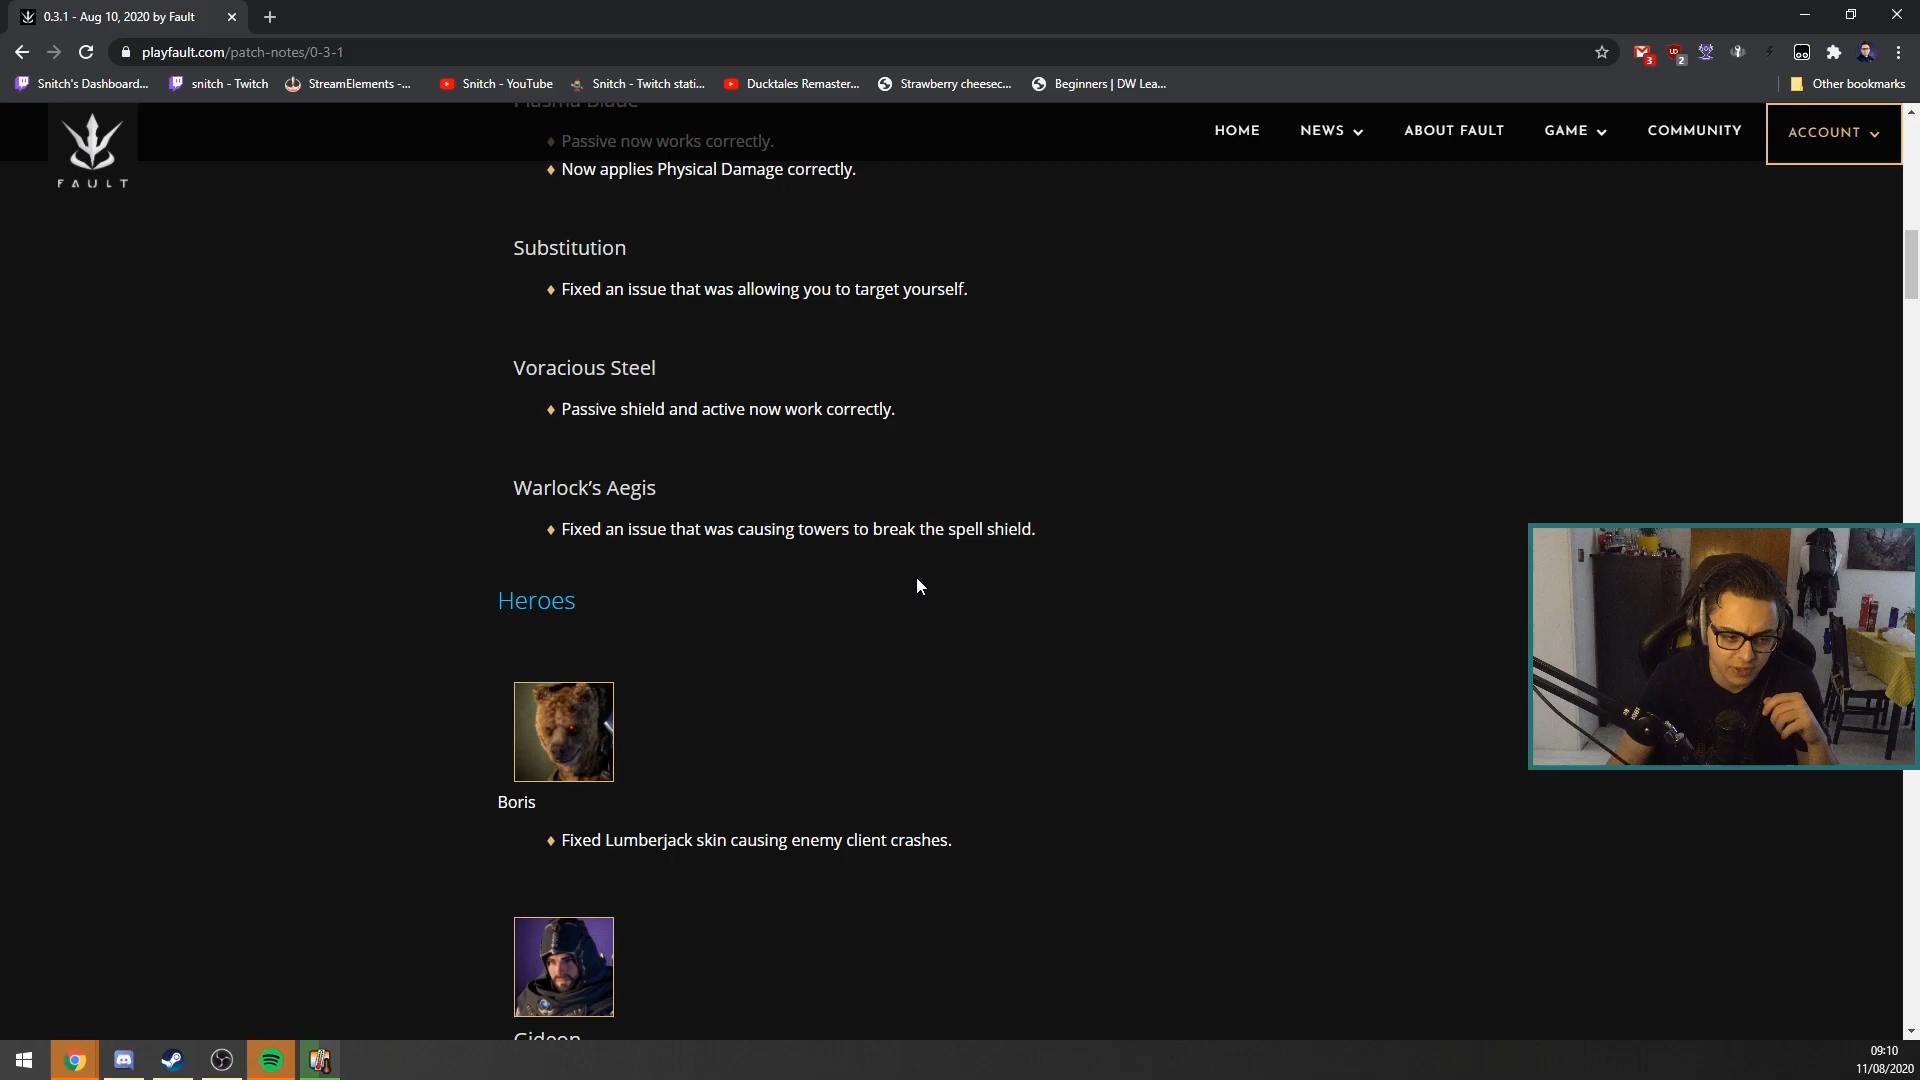 0.3.1 - Aug 10, 2020 by Fault
playfault.com/patch-notes/0-3-1
3
2
Snitch's Dashboard...
snitch - Twitch
StreamElements -...
Snitch - YouTube
Snitch - Twitch stati...
Ducktales Remaster...
Strawberry cheesec...
Beginners | DW Lea...
Other bookmarks
FAULT
HOME
NEWS
ABOUT FAULT
GAME
COMMUNITY
ACCOUNT
Plasma Blade
Passive now works correctly.
Now applies Physical Damage correctly.
Substitution
Fixed an issue that was allowing you to target yourself.
Voracious Steel
Passive shield and active now work correctly.
Warlock’s Aegis
Fixed an issue that was causing towers to break the spell shield.
Heroes
Boris
Fixed Lumberjack skin causing enemy client crashes.
Gideon
09:10
11/08/2020